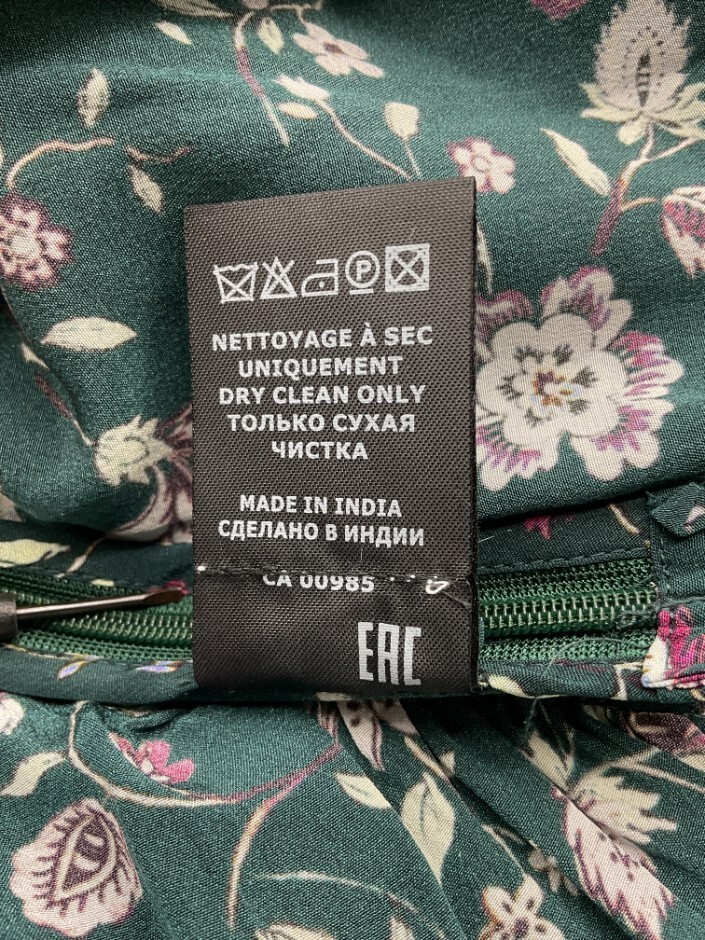 P
NETTOYAGE À SEC
UNIQUEMENT
DRY CLEAN ONLY
ТОЛЬКО СУХАЯ
ЧИСТКА
MADE IN INDIA
СДЕЛАНО В ИНДИИ
CA 00985
EAC